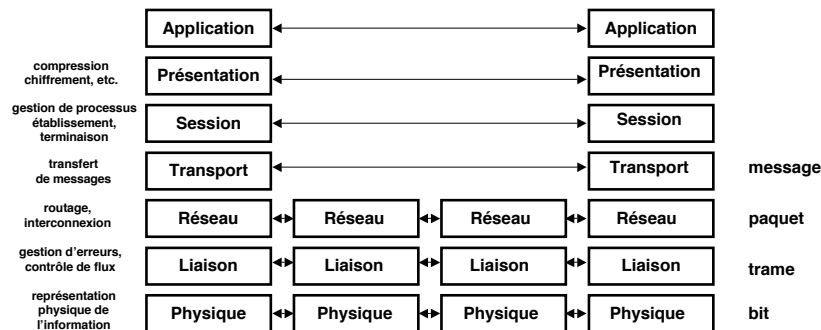 Application Application
compression
chiffrement, etc.
Présentation Présentation
gestion de processus
établissement,
terminaison
Session Session
transfert
de messages
Transport Transport message
routage,
interconnexion
Réseau Réseau Réseau Réseau paquet
gestion d'erreurs,
contrôle de flux
Liaison Liaison Liaison Liaison trame
représentation
physique de
l'information
Physique Physique Physique Physique bit